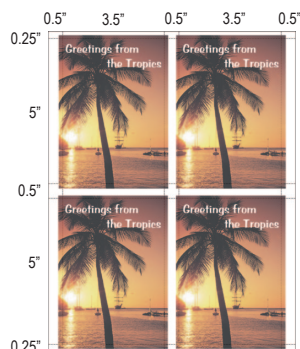 0.5” 3.5” 0.5” 3.5” 0.5”
0.25”
Greetings from
the Tropics
Greetings from
the Tropics
5”
0.5”
Greetings from
the Tropics
Greetings from
the Tropics
5”
0.25”